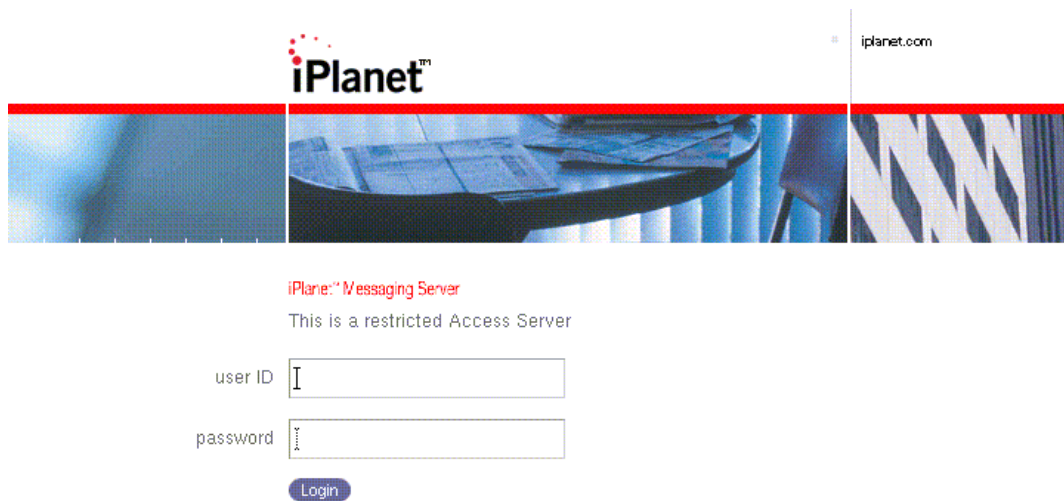 iPlanet™
iplanet.com
iPlanet™ Messaging Server
This is a restricted Access Server
user ID
password
Login